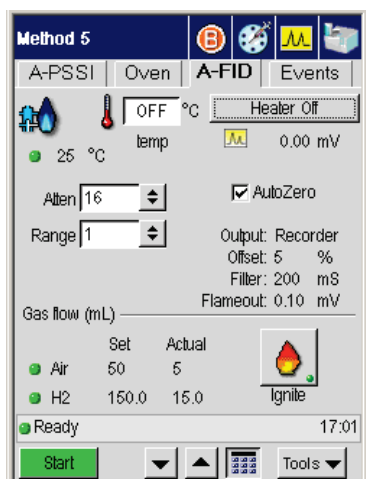 Method 5
B
A-PSSI Oven A-FID Events
OFF °C Heater Off
temp 0.00 mV
25 °C
Atten 16 AutoZero
Range 1 Output: Recorder
Offset: 5 %
Filter: 200 mS
Flameout: 0.10 mV
Gas flow (mL)
Set Actual
Air 50 5
H2 150.0 15.0 Ignite
Ready 17:01
Start Tools